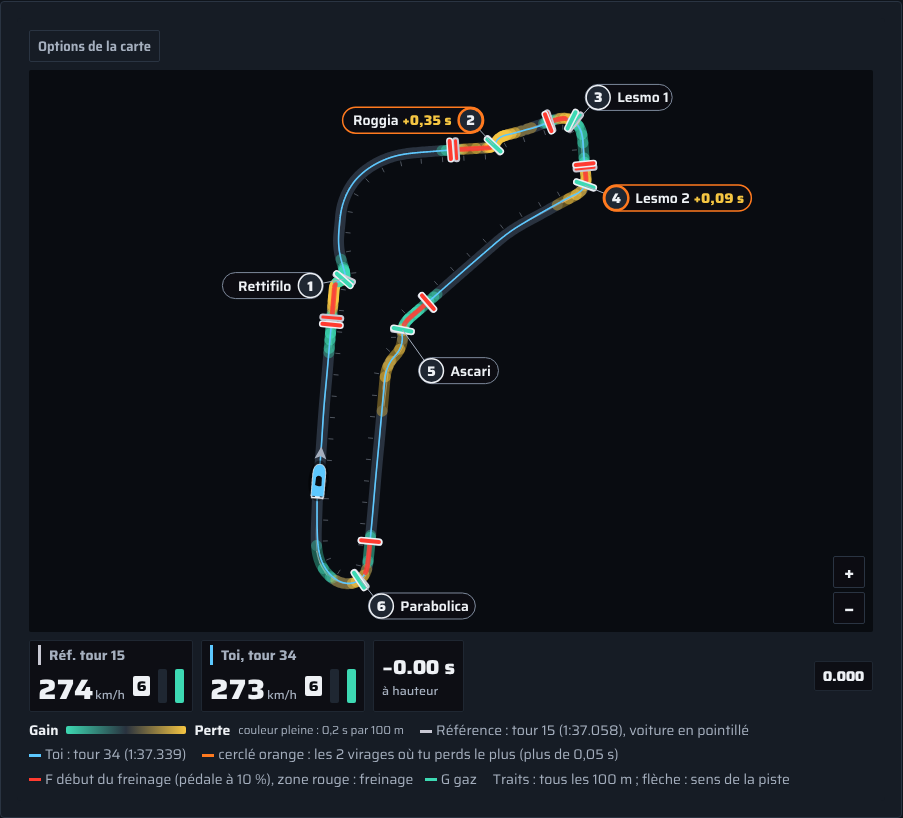 Options de la carte
3 Lesmo 1
Roggia +0,35 s 2
4 Lesmo 2 +0,09 s
Rettifilo 1
5 Ascari
6 Parabolica
+
−
Réf. tour 15
274 km/h 6
Toi, tour 34
273 km/h 6
−0.00 s
à hauteur
0.000
Gain Perte couleur pleine : 0,2 s par 100 m Référence : tour 15 (1:37.058), voiture en pointillé
Toi : tour 34 (1:37.339) cerclé orange : les 2 virages où tu perds le plus (plus de 0,05 s)
F début du freinage (pédale à 10 %), zone rouge : freinage G gaz Traits : tous les 100 m ; flèche : sens de la piste